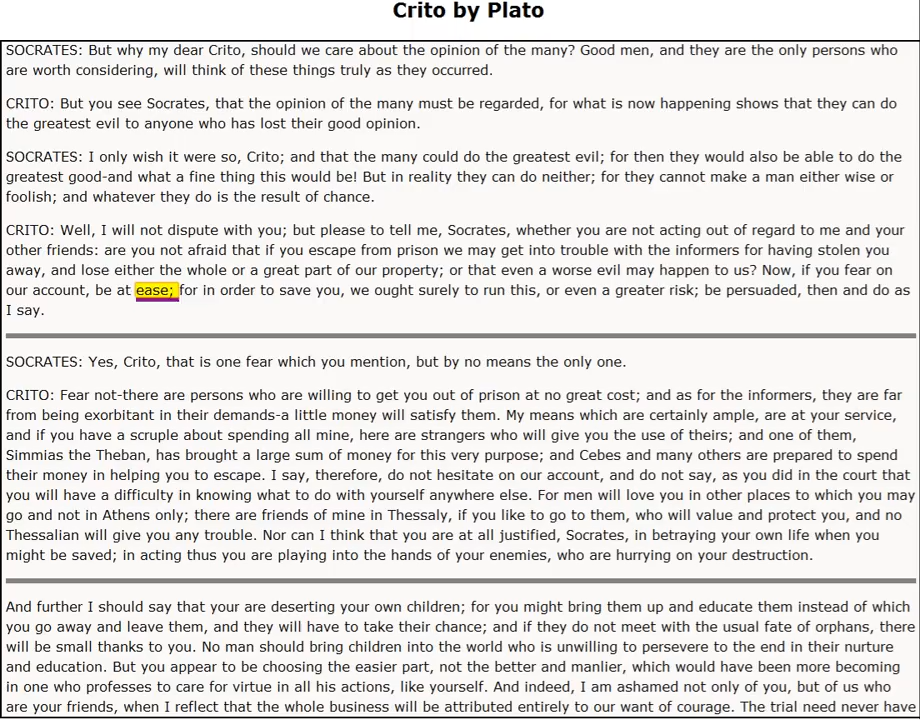 Crito by Plato
SOCRATES: But why my dear Crito, should we care about the opinion of the many? Good men, and they are the only persons who
are worth considering, will think of these things truly as they occurred.
CRITO: But you see Socrates, that the opinion of the many must be regarded, for what is now happening shows that they can do
the greatest evil to anyone who has lost their good opinion.
SOCRATES: I only wish it were so, Crito; and that the many could do the greatest evil; for then they would also be able to do the
greatest good-and what a fine thing this would be! But in reality they can do neither; for they cannot make a man either wise or
foolish; and whatever they do is the result of chance.
CRITO: Well, I will not dispute with you; but please to tell me, Socrates, whether you are not acting out of regard to me and your
other friends: are you not afraid that if you escape from prison we may get into trouble with the informers for having stolen you
away, and lose either the whole or a great part of our property; or that even a worse evil may happen to us? Now, if you fear on
our account, be at ease; for in order to save you, we ought surely to run this, or even a greater risk; be persuaded, then and do as
I say.
SOCRATES: Yes, Crito, that is one fear which you mention, but by no means the only one.
CRITO: Fear not-there are persons who are willing to get you out of prison at no great cost; and as for the informers, they are far
from being exorbitant in their demands-a little money will satisfy them. My means which are certainly ample, are at your service,
and if you have a scruple about spending all mine, here are strangers who will give you the use of theirs; and one of them,
Simmias the Theban, has brought a large sum of money for this very purpose; and Cebes and many others are prepared to spend
their money in helping you to escape. I say, therefore, do not hesitate on our account, and do not say, as you did in the court that
you will have a difficulty in knowing what to do with yourself anywhere else. For men will love you in other places to which you may
go and not in Athens only; there are friends of mine in Thessaly, if you like to go to them, who will value and protect you, and no
Thessalian will give you any trouble. Nor can I think that you are at all justified, Socrates, in betraying your own life when you
might be saved; in acting thus you are playing into the hands of your enemies, who are hurrying on your destruction.
And further I should say that your are deserting your own children; for you might bring them up and educate them instead of which
you go away and leave them, and they will have to take their chance; and if they do not meet with the usual fate of orphans, there
will be small thanks to you. No man should bring children into the world who is unwilling to persevere to the end in their nurture
and education. But you appear to be choosing the easier part, not the better and manlier, which would have been more becoming
in one who professes to care for virtue in all his actions, like yourself. And indeed, I am ashamed not only of you, but of us who
are your friends, when I reflect that the whole business will be attributed entirely to our want of courage. The trial need never have